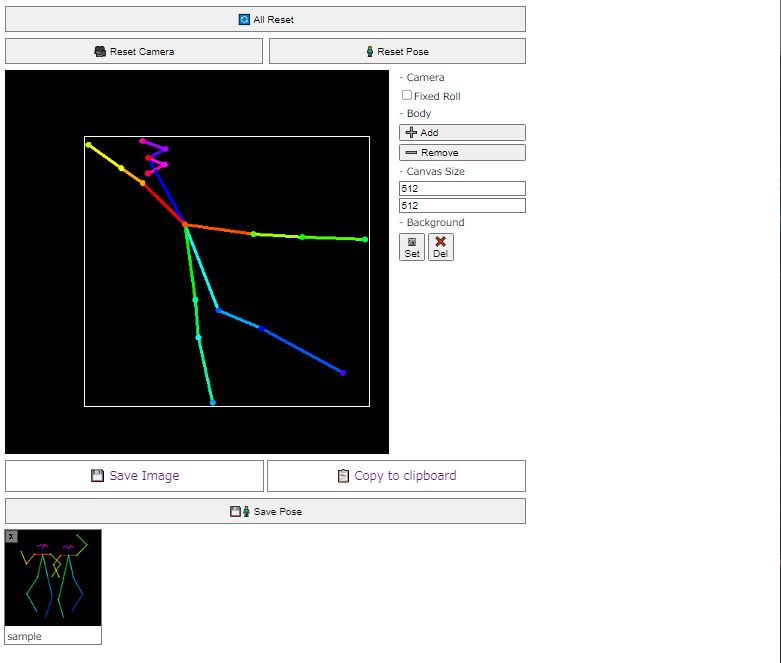 All Reset
Reset Camera
Reset Pose
- Camera
Fixed Roll
- Body
Add
Remove
- Canvas Size
512
512
- Background
Set
Del
Save Image
Copy to clipboard
Save Pose
x
sample